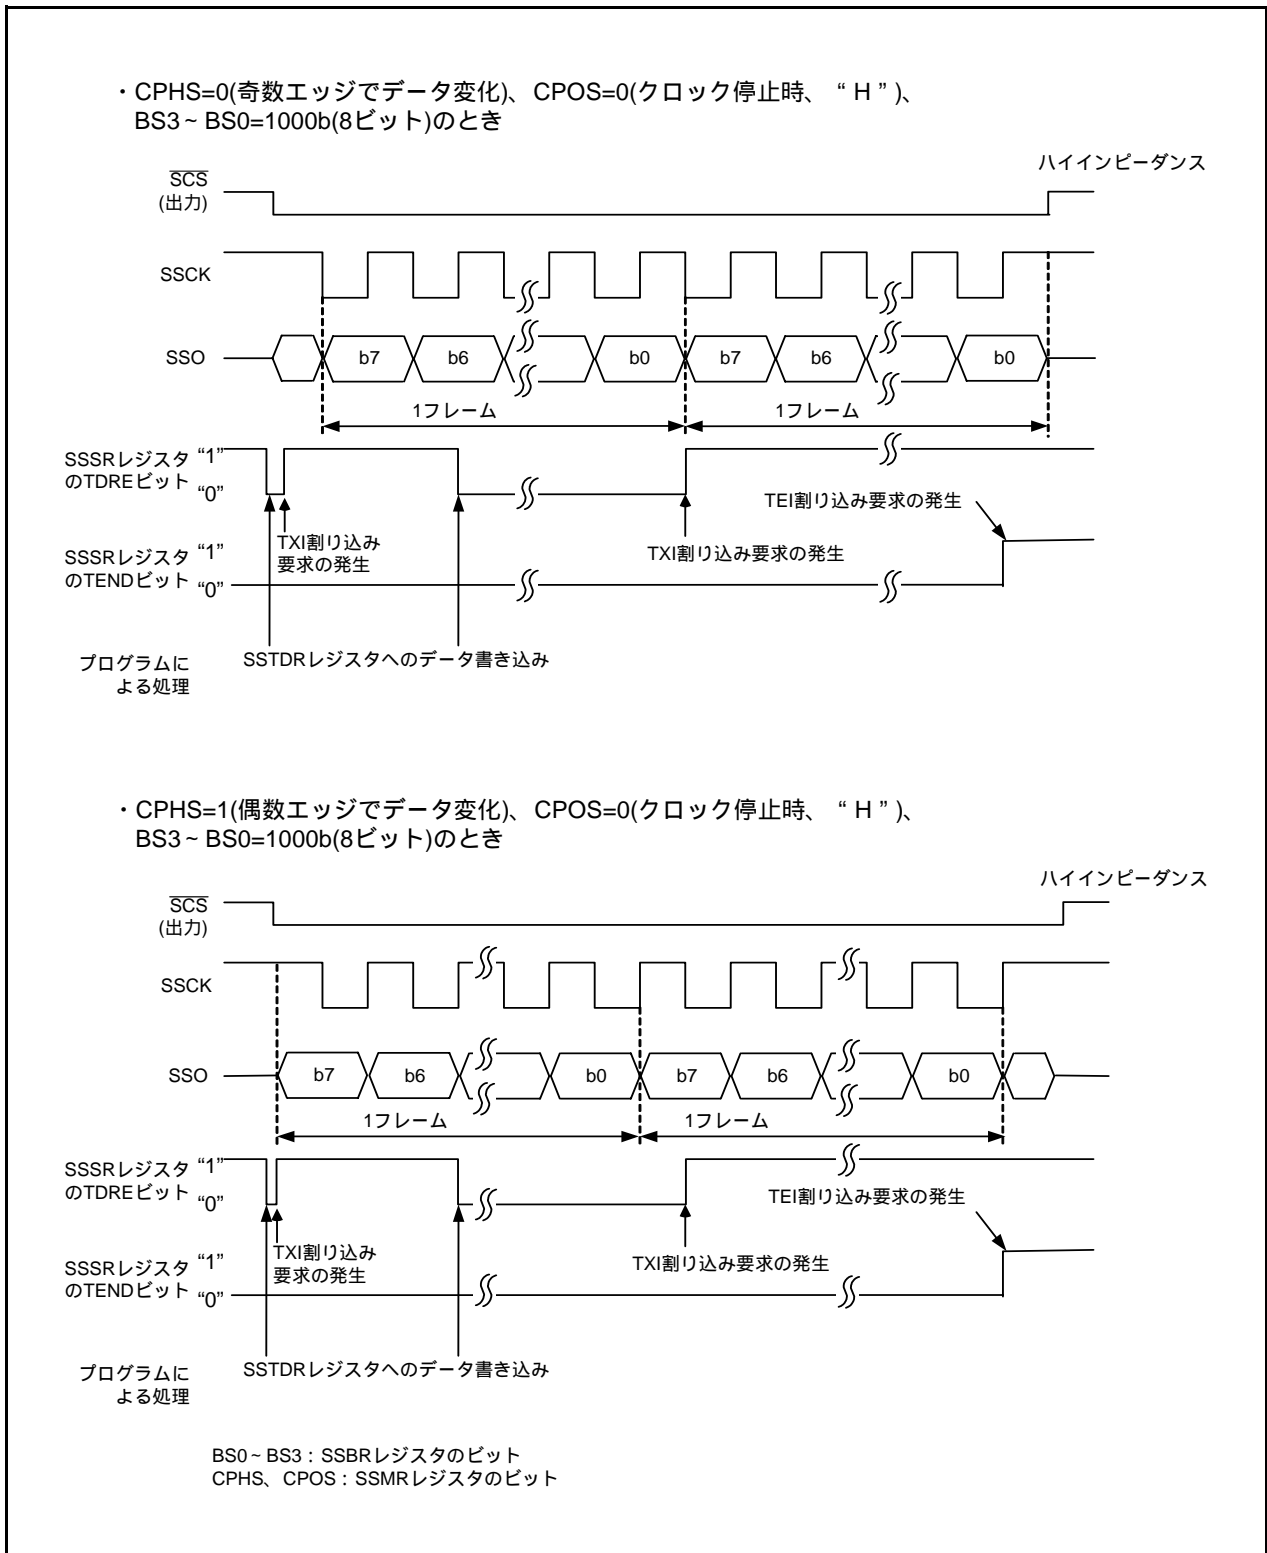 ・CPHS=0(奇数エッジでデータ変化)、CPOS=0(クロック停止時、“H”)、
BS3~BS0=1000b(8ビット)のとき
ハイインピーダンス
SCS
(出力)
SSCK
SSO
b7
b6
b0
b7
b6
b0
1フレーム
1フレーム
SSSRレジスタ “1”
のTDREビット “0”
TEI割り込み要求の発生
TXI割り込み
要求の発生
TXI割り込み要求の発生
SSSRレジスタ “1”
のTENDビット “0”
SSTDRレジスタへのデータ書き込み
プログラムに
よる処理
・CPHS=1(偶数エッジでデータ変化)、CPOS=0(クロック停止時、“H”)、
BS3~BS0=1000b(8ビット)のとき
ハイインピーダンス
SCS
(出力)
SSCK
SSO
b7
b6
b0
b7
b6
b0
1フレーム
1フレーム
SSSRレジスタ “1”
のTDREビット “0”
TEI割り込み要求の発生
TXI割り込み
要求の発生
TXI割り込み要求の発生
SSSRレジスタ “1”
のTENDビット “0”
SSTDRレジスタへのデータ書き込み
プログラムに
よる処理
BS0~BS3:SSBRレジスタのビット
CPHS、CPOS:SSMRレジスタのビット